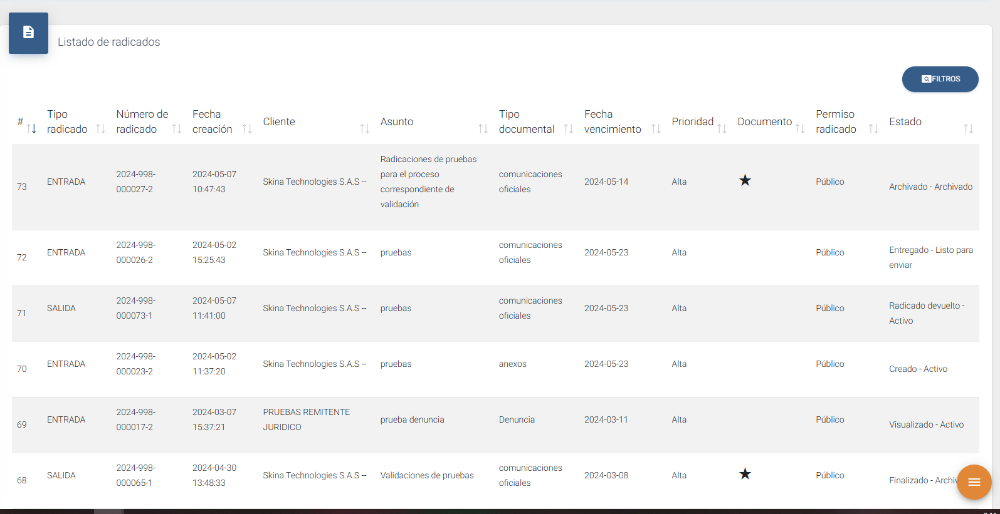 Listado de radicados
FILTROS
# Tipo radicado Número de radicado Fecha creación Cliente Asunto Tipo documental Fecha vencimiento Prioridad Documento Permiso radicado Estado
73 ENTRADA 2024-998-000027-2 2024-05-07 10:47:43 Skina Technologies S.A.S -- Radicaciones de pruebas para el proceso correspondiente de validación comunicaciones oficiales 2024-05-14 Alta ★ Público Archivado - Archivado
72 ENTRADA 2024-998-000026-2 2024-05-02 15:25:43 Skina Technologies S.A.S -- pruebas comunicaciones oficiales 2024-05-23 Alta Público Entregado - Listo para enviar
71 SALIDA 2024-998-000073-1 2024-05-07 11:41:00 Skina Technologies S.A.S -- pruebas comunicaciones oficiales 2024-05-23 Alta Público Radicado devuelto - Activo
70 ENTRADA 2024-998-000023-2 2024-05-02 11:37:20 Skina Technologies S.A.S -- pruebas anexos 2024-05-23 Alta Público Creado - Activo
69 ENTRADA 2024-998-000017-2 2024-03-07 15:37:21 PRUEBAS REMITENTE JURIDICO prueba denuncia Denuncia 2024-03-11 Alta Público Visualizado - Activo
68 SALIDA 2024-998-000065-1 2024-04-30 13:48:33 Skina Technologies S.A.S -- Validaciones de pruebas comunicaciones oficiales 2024-03-08 Alta ★ Público Finalizado -